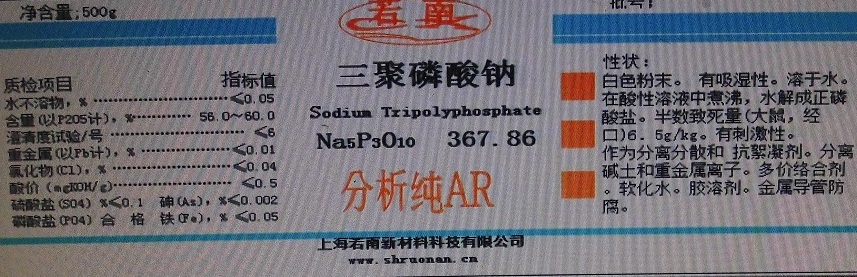 净含量;500g
若南
批号:
质检项目 指标值
水不溶物,% ≤0.05
含量(以P2O5计),% 56.0~60.0
澄清度试验/号 ≤6
重金属(以Pb计),% ≤0.01
氯化物(Cl),% ≤0.04
酸价(mgKOH/g) ≤0.5
硫酸盐(SO4)%≤0.1 砷(As),%≤0.002
磷酸盐(PO4)合 格 铁(Fe),% ≤0.05
三聚磷酸钠
Sodium Tripolyphosphate
Na5P3O10 367.86
分析纯AR
上海若南新材料科技有限公司
www.shruonan.cn
性状:
白色粉末。有吸湿性。溶于水。
在酸性溶液中煮沸,水解成正磷
酸盐。半数致死量(大鼠,经
口)6.5g/kg。有刺激性。
作为分离分散和 抗絮凝剂。分离
碱土和重金属离子。多价络合剂
。软化水。胶溶剂。金属导管防
腐。